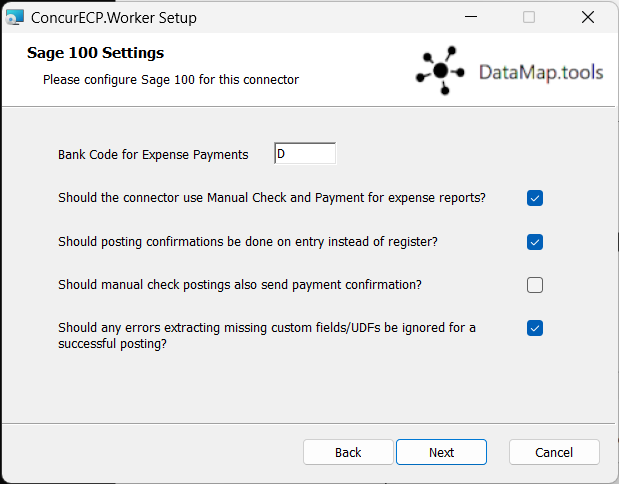 ConcurECP.Worker Setup
Sage 100 Settings
Please configure Sage 100 for this connector
DataMap.tools
Bank Code for Expense Payments D
Should the connector use Manual Check and Payment for expense reports?
Should posting confirmations be done on entry instead of register?
Should manual check postings also send payment confirmation?
Should any errors extracting missing custom fields/UDFs be ignored for a
successful posting?
Back Next Cancel